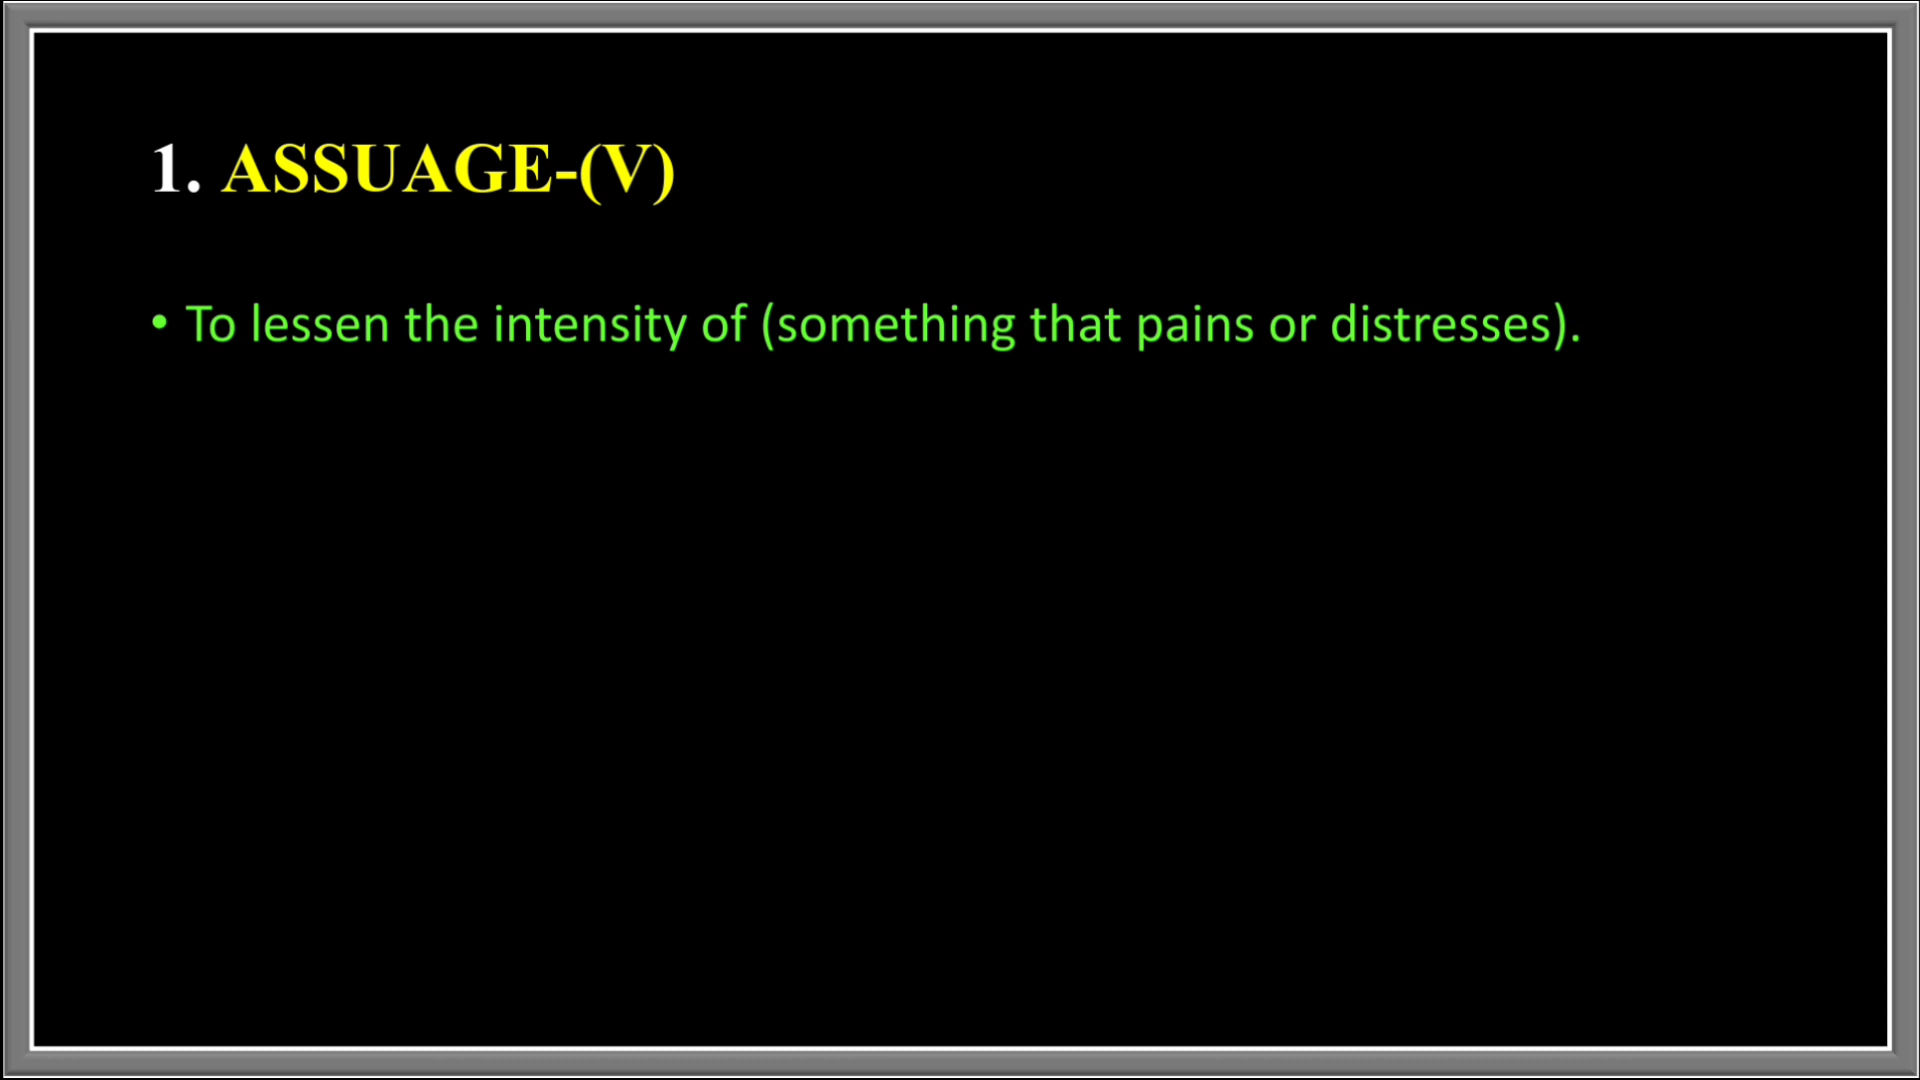 1. ASSUAGE-(V)
• To lessen the intensity of (something that pains or distresses).